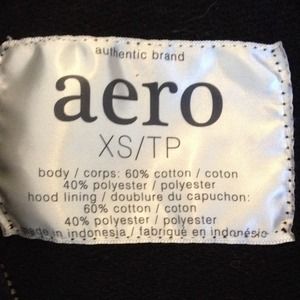 authentic brand
aero
XS/TP
body / corps: 60% cotton / coton
40% polyester / polyester
hood lining / doublure du capuchon:
60% cotton / coton
40% polyester / polyester
made in indonesia / fabriqué en indonésie